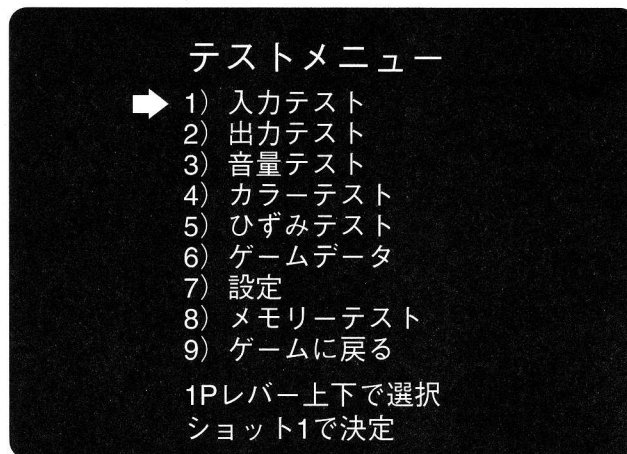 テストメニュー
1) 入力テスト
2) 出力テスト
3) 音量テスト
4) カラーテスト
5) ひずみテスト
6) ゲームデータ
7) 設定
8) メモリーテスト
9) ゲームに戻る
1Pレバー上下で選択
ショット1で決定